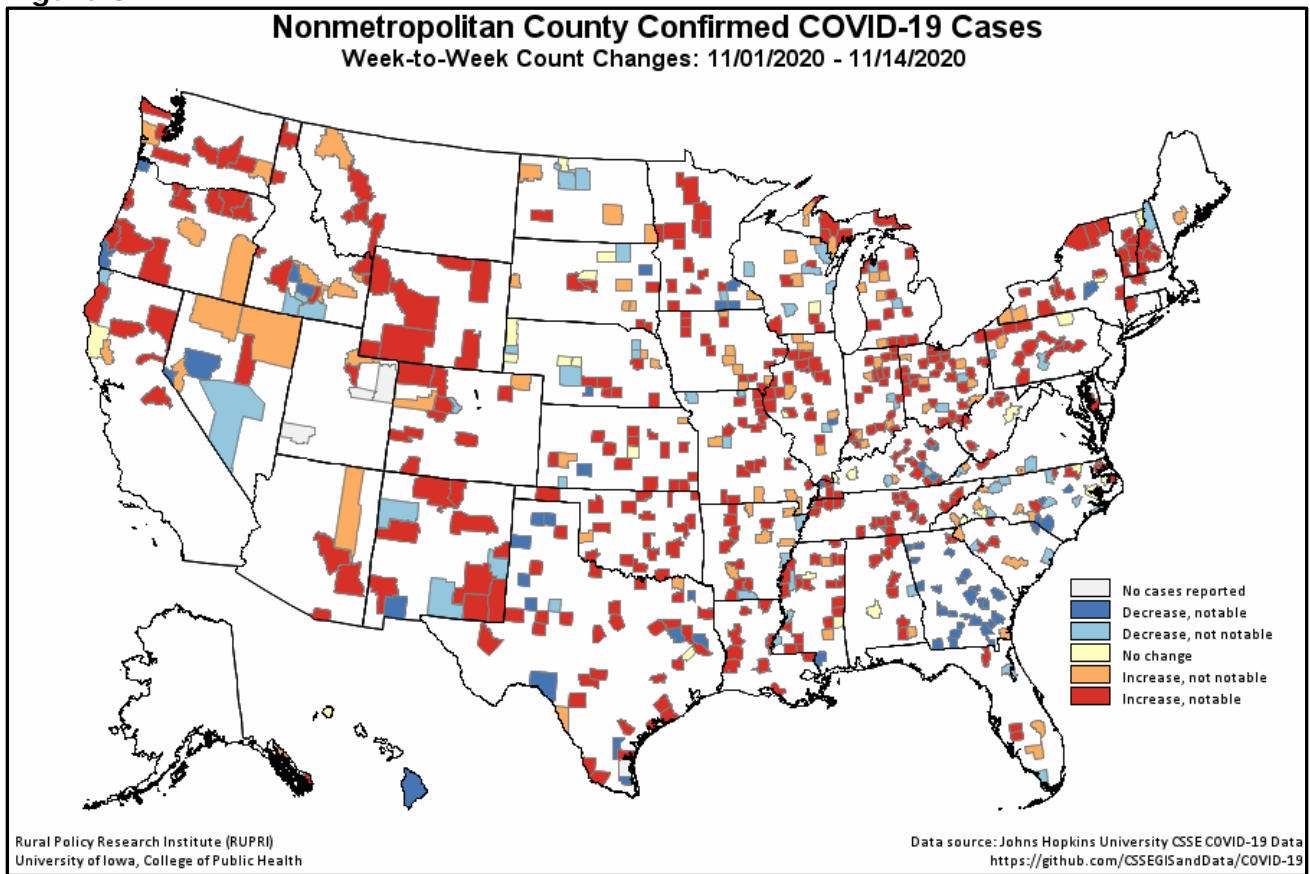 Nonmetropolitan County Confirmed COVID-19 Cases
Week-to-Week Count Changes: 11/01/2020 - 11/14/2020
No cases reported
Decrease, notable
Decrease, not notable
No change
Increase, not notable
Increase, notable
Rural Policy Research Institute (RUPRI)
University of Iowa, College of Public Health
Data source: Johns Hopkins University CSSE COVID-19 Data
https://github.com/CSSEGISandData/COVID-19